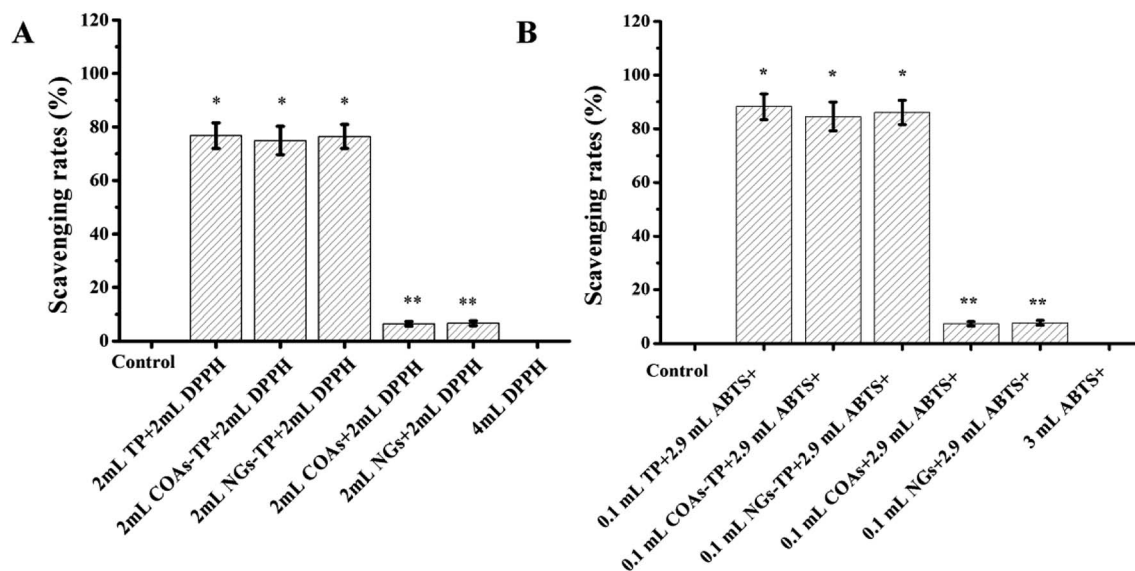 A
Scavenging rates (%)
120
100
80
60
40
20
0
*
*
*
**
**
Control
2mL TP+2mL DPPH
2mL COAs-TP+2mL DPPH
2mL NGs-TP+2mL DPPH
2mL COAs+2mL DPPH
2mL NGs+2mL DPPH
4mL DPPH
B
Scavenging rates (%)
120
100
80
60
40
20
0
*
*
*
**
**
Control
0.1 mL TP+2.9 mL ABTS+
0.1 mL COAs-TP+2.9 mL ABTS+
0.1 mL NGs-TP+2.9 mL ABTS+
0.1 mL COAs+2.9 mL ABTS+
0.1 mL NGs+2.9 mL ABTS+
3 mL ABTS+